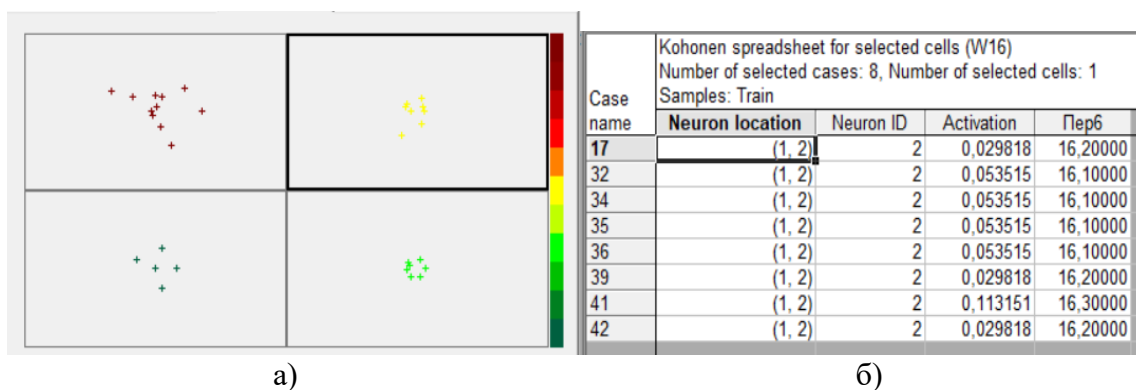 Kohonen spreadsheet for selected cells (W16)
Number of selected cases: 8, Number of selected cells: 1
Samples: Train
Case name Neuron location Neuron ID Activation Пер6
17 (1, 2) 2 0,029818 16,20000
32 (1, 2) 2 0,053515 16,10000
34 (1, 2) 2 0,053515 16,10000
35 (1, 2) 2 0,053515 16,10000
36 (1, 2) 2 0,053515 16,10000
39 (1, 2) 2 0,029818 16,20000
41 (1, 2) 2 0,113151 16,30000
42 (1, 2) 2 0,029818 16,20000
а) б)